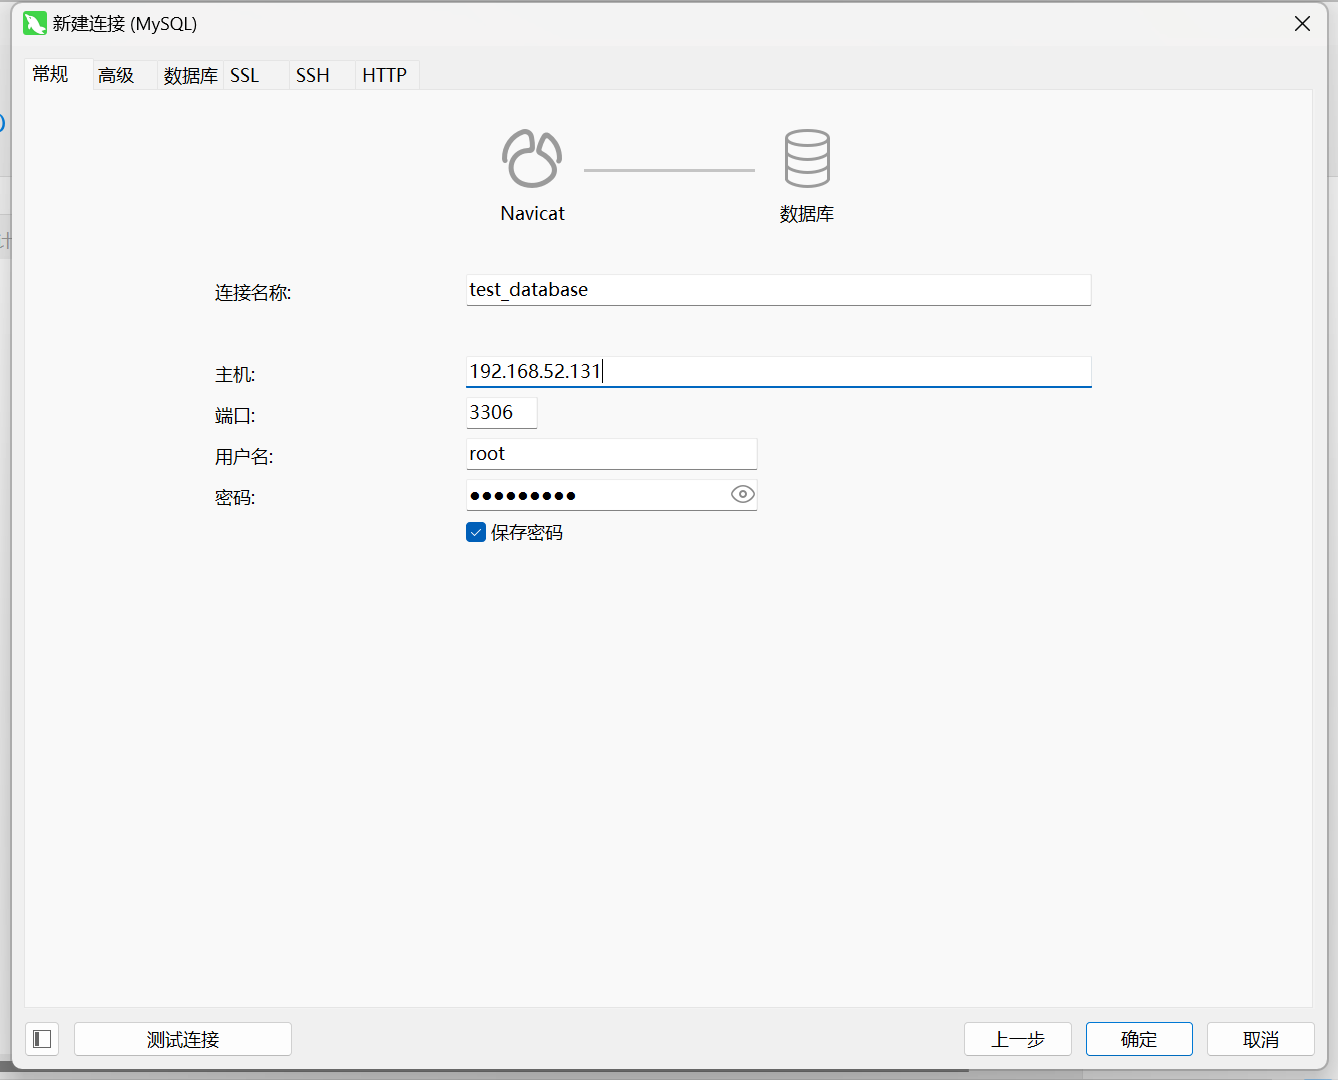 新建连接 (MySQL)
常规 高级 数据库 SSL SSH HTTP
Navicat 数据库
连接名称: test_database
主机: 192.168.52.131
端口: 3306
用户名: root
密码: ●●●●●●●●●
保存密码
测试连接 上一步 确定 取消